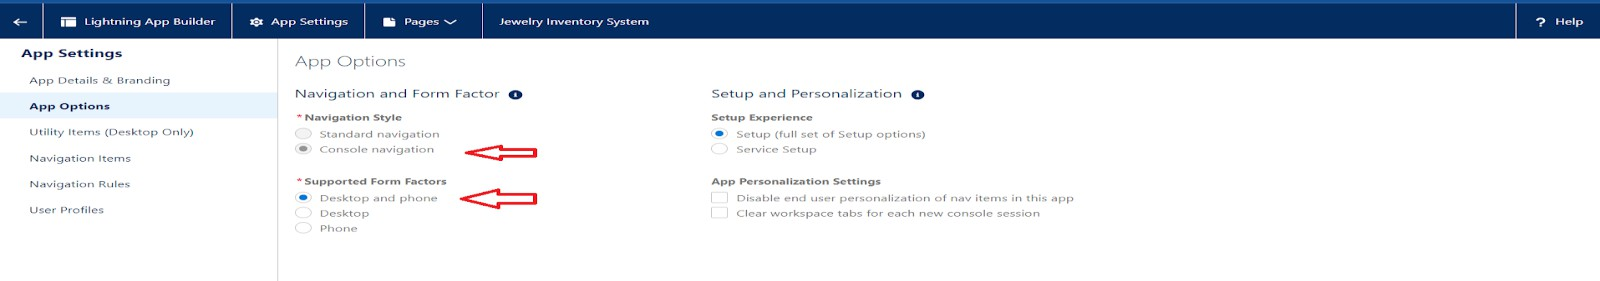 Lightning App Builder App Settings Pages Jewelry Inventory System ? Help
App Settings
App Details & Branding
App Options
Utility Items (Desktop Only)
Navigation Items
Navigation Rules
User Profiles
App Options
Navigation and Form Factor
* Navigation Style
Standard navigation
Console navigation
* Supported Form Factors
Desktop and phone
Desktop
Phone
Setup and Personalization
Setup Experience
Setup (full set of Setup options)
Service Setup
App Personalization Settings
Disable end user personalization of nav items in this app
Clear workspace tabs for each new console session